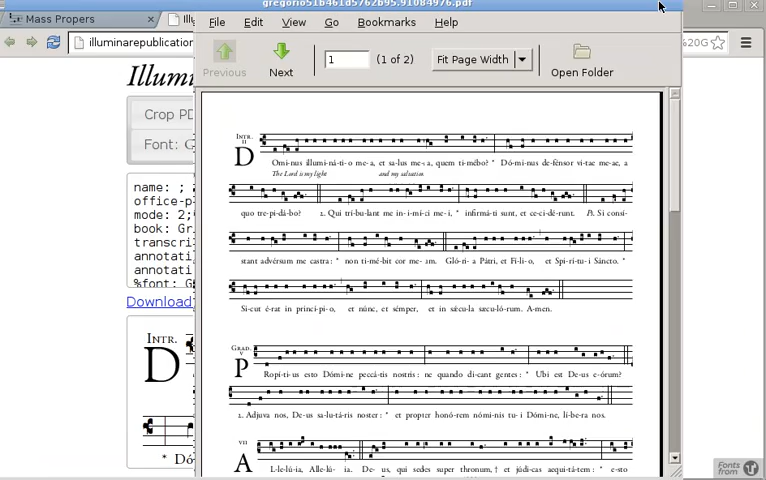 gregorio51b461d5762b95.91084976.pdf
Mass Propers
Illu
File Edit View Go Bookmarks Help
illuminarepublication
%20G
Previous
Next
1
(1 of 2)
Fit Page Width
Open Folder
Illumi
Crop PD
Font: G
name: ;
office-p
mode: 2;
book: Gr
transcri
annotati
annotati
%font: G
Download
INTR.
D
* Dó
INTR.
II
D
Omi-nus illumi-ná-ti-o me-a, et sa-lus me-a, quem ti-mébo? * Dó-mi-nus de-fénsor vi-tae me-ae, a
The Lord is my light and my salvation
quo tre-pi-dá-bo? 2. Qui trí-bu-lant me in-i-mí-ci me-i, * infirmá-ti sunt, et ce-ci-dé-runt. ℟. Si consi-
stant advérsum me castra: * non ti-mé-bit cor me-um. Gló-ri-a Pátri, et Fí-li-o, et Spi-rí-tu-i Sáncto. *
Si-cut é-rat in princí-pi-o, et núnc, et sémper, et in sǽcu-la sæcu-ló-rum. A-men.
GRAD.
V
P
Ropí-ti-us esto Dómi-ne peccá-tis nostris: ne quando di-cant gentes: * Ubi est De-us e-órum?
2. Adjuva nos, De-us sa-lu-tá-ris noster: * et propter honó-rem nómi-nis tu-i Dómi-ne, lí-be-ra nos.
VII
A
L-le-lú-ia, Alle-lú- ia. De- us, qui sedes super thronum, † et júdi-cas aequi-tá-tem: * e-sto
Fonts from